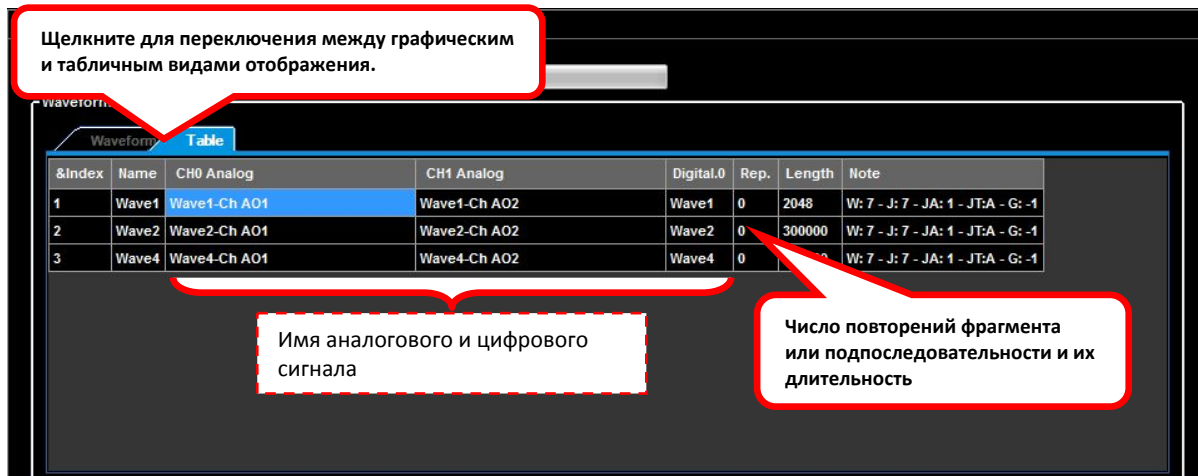 Щелкните для переключения между графическим
и табличным видами отображения.
Waveform
Waveform Table
&Index Name CH0 Analog CH1 Analog Digital.0 Rep. Length Note
1 Wave1 Wave1-Ch AO1 Wave1-Ch AO2 Wave1 0 2048 W: 7 - J: 7 - JA: 1 - JT:A - G: -1
2 Wave2 Wave2-Ch AO1 Wave2-Ch AO2 Wave2 0 300000 W: 7 - J: 7 - JA: 1 - JT:A - G: -1
3 Wave4 Wave4-Ch AO1 Wave4-Ch AO2 Wave4 0 W: 7 - J: 7 - JA: 1 - JT:A - G: -1
Имя аналогового и цифрового
сигнала
Число повторений фрагмента
или подпоследовательности и их
длительность